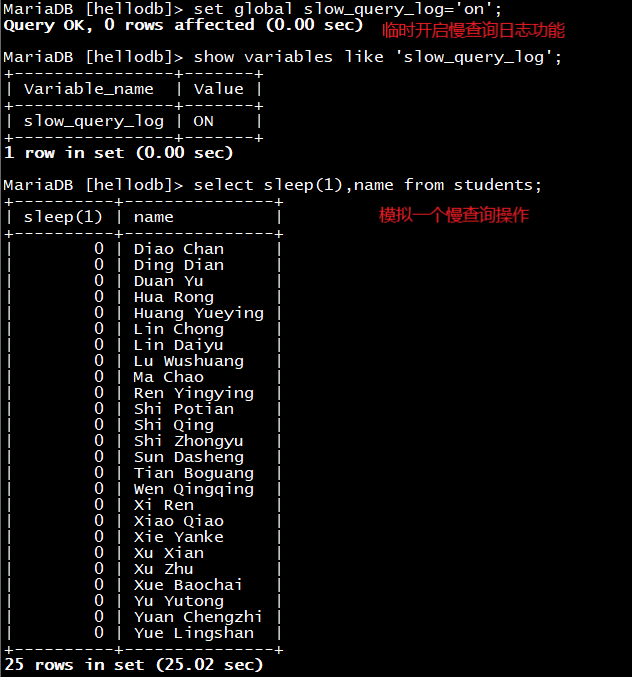 MariaDB [hellodb]> set global slow_query_log='on';
Query OK, 0 rows affected (0.00 sec) 临时开启慢查询日志功能
MariaDB [hellodb]> show variables like 'slow_query_log';
+----------------+-------+
| Variable_name | Value |
+----------------+-------+
| slow_query_log | ON |
+----------------+-------+
1 row in set (0.00 sec)
MariaDB [hellodb]> select sleep(1),name from students;
+----------+---------------+
| sleep(1) | name | 模拟一个慢查询操作
+----------+---------------+
| 0 | Diao Chan |
| 0 | Ding Dian |
| 0 | Duan Yu |
| 0 | Hua Rong |
| 0 | Huang Yueying |
| 0 | Lin Chong |
| 0 | Lin Daiyu |
| 0 | Lu Wushuang |
| 0 | Ma Chao |
| 0 | Ren Yingying |
| 0 | Shi Potian |
| 0 | Shi Qing |
| 0 | Shi Zhongyu |
| 0 | Sun Dasheng |
| 0 | Tian Boguang |
| 0 | Wen Qingqing |
| 0 | Xi Ren |
| 0 | Xiao Qiao |
| 0 | Xie Yanke |
| 0 | Xu Xian |
| 0 | Xu Zhu |
| 0 | Xue Baochai |
| 0 | Yu Yutong |
| 0 | Yuan Chengzhi |
| 0 | Yue Lingshan |
+----------+---------------+
25 rows in set (25.02 sec)